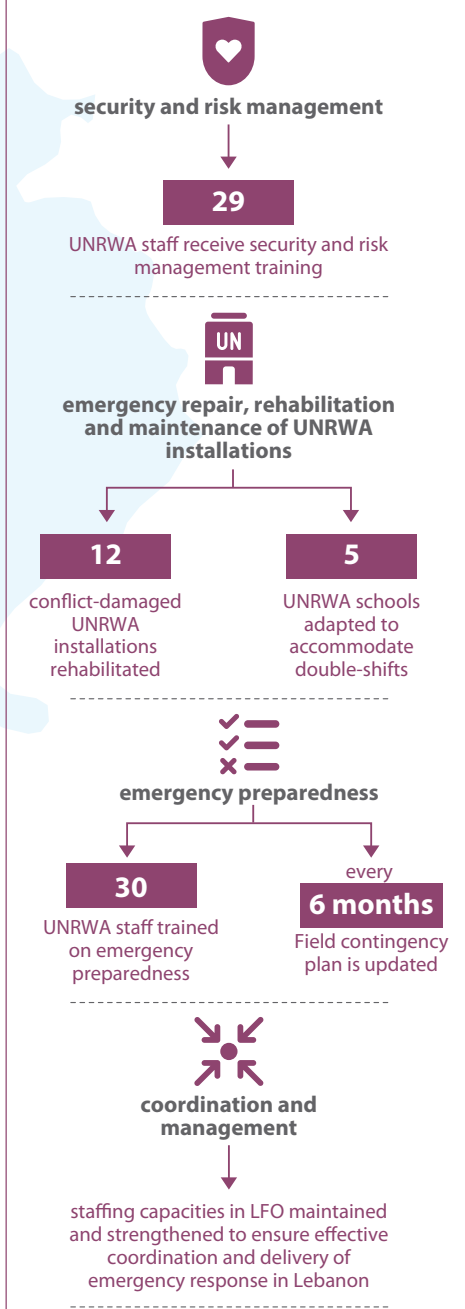 security and risk management
29
UNRWA staff receive security and risk
management training
UN
emergency repair, rehabilitation
and maintenance of UNRWA
installations
12
conflict-damaged
UNRWA
installations
rehabilitated
5
UNRWA schools
adapted to
accommodate
double-shifts
emergency preparedness
30
UNRWA staff trained
on emergency
preparedness
every
6 months
Field contingency
plan is updated
coordination and
management
staffing capacities in LFO maintained
and strengthened to ensure effective
coordination and delivery of
emergency response in Lebanon